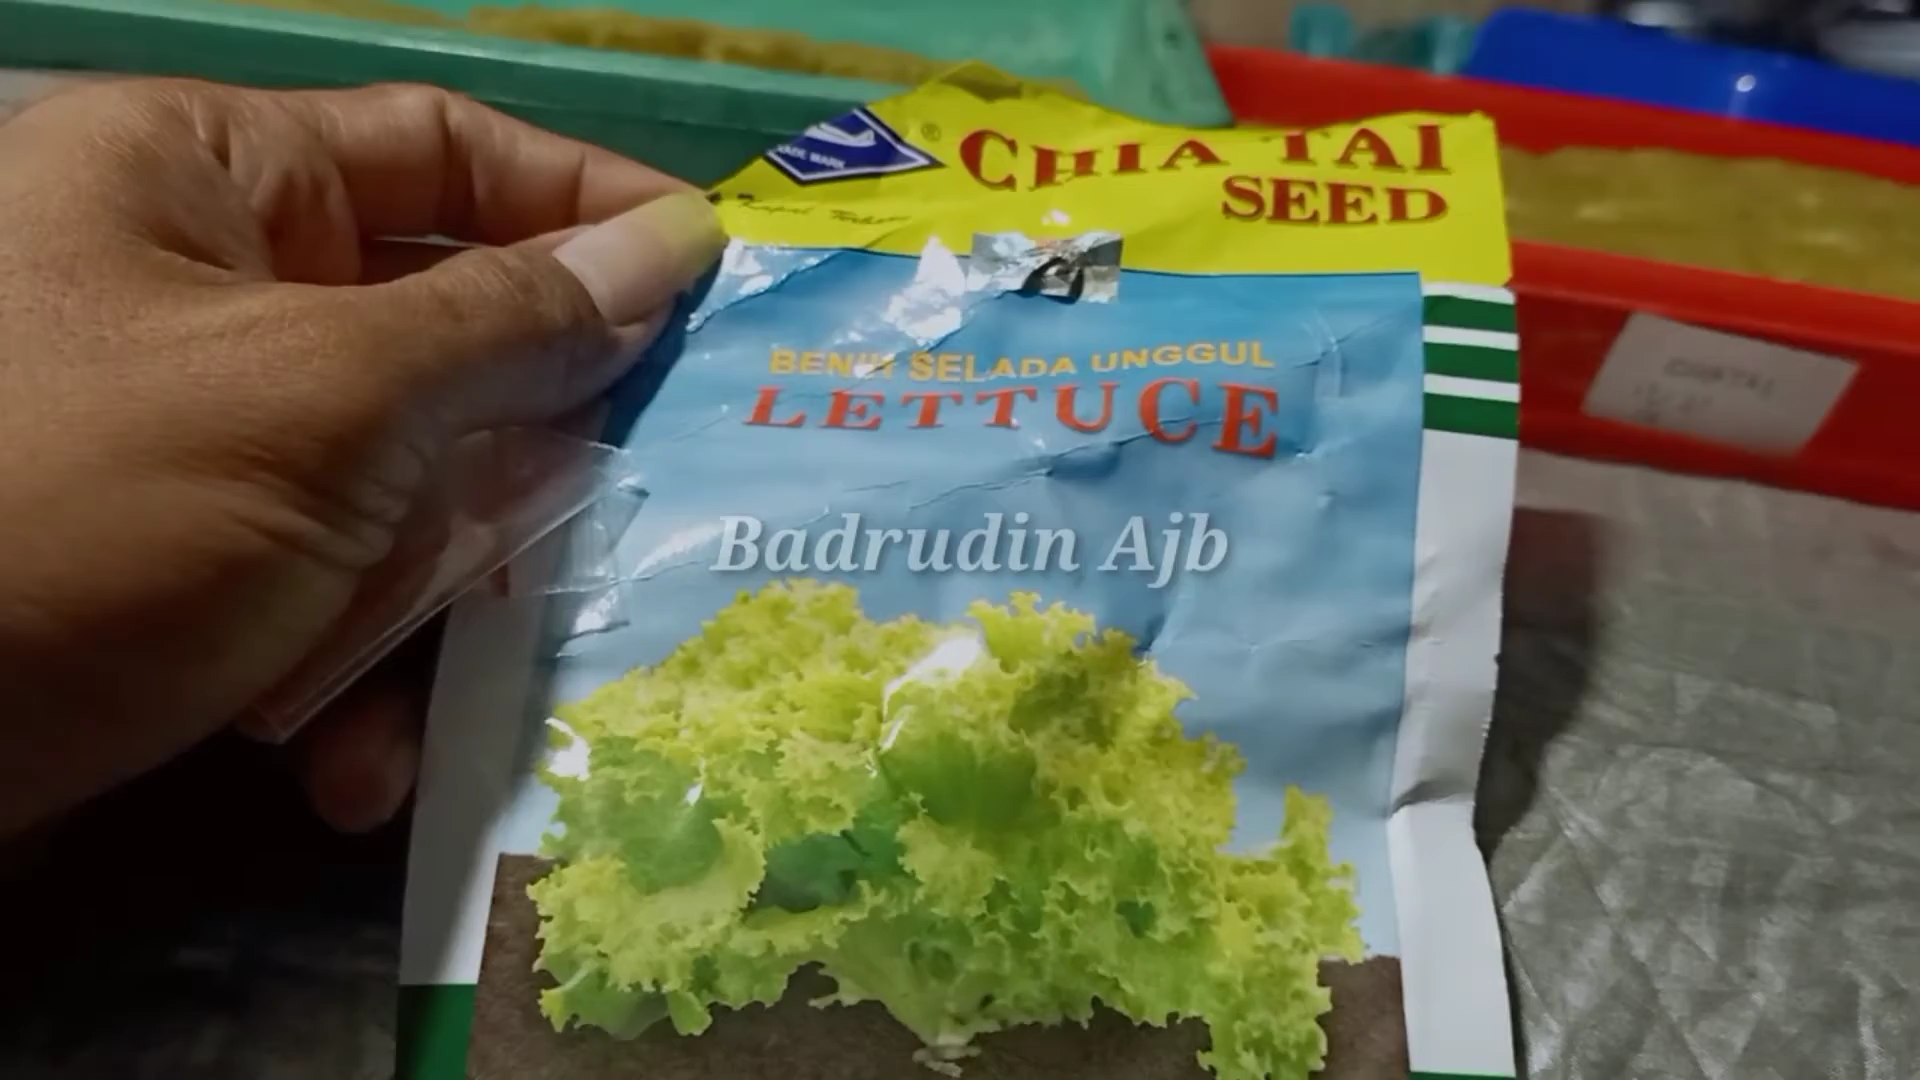 CHIA TAI
SEED
BENIH SELADA UNGGUL
LETTUCE
Badrudin Ajb